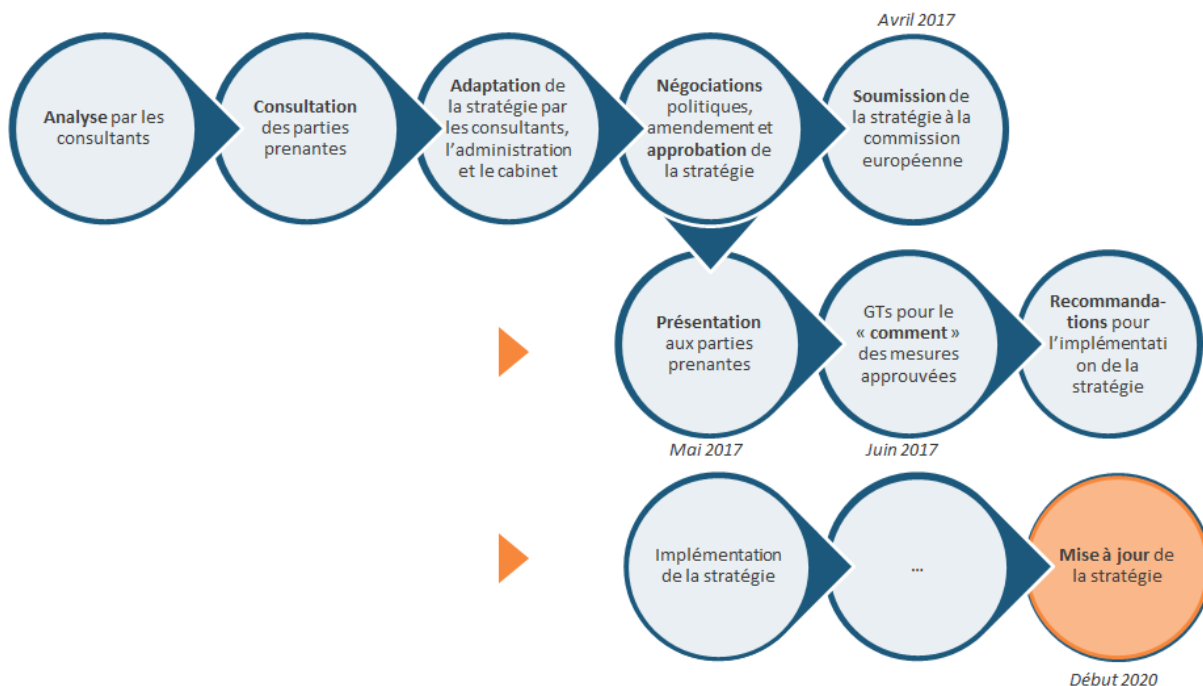 Avril 2017
Analyse par les
consultants
Consultation
des parties
prenantes
Adaptation de
la stratégie par
les consultants,
l'administration
et le cabinet
Négociations
politiques,
amendement et
approbation de
la stratégie
Soumission de
la stratégie à la
commission
européenne
Présentation
aux parties
prenantes
GTs pour le
« comment »
des mesures
approuvées
Recommanda-
tions pour
l'implémentati
on de la
stratégie
Mai 2017
Juin 2017
Implémentation
de la stratégie
...
Mise à jour de
la stratégie
Début 2020